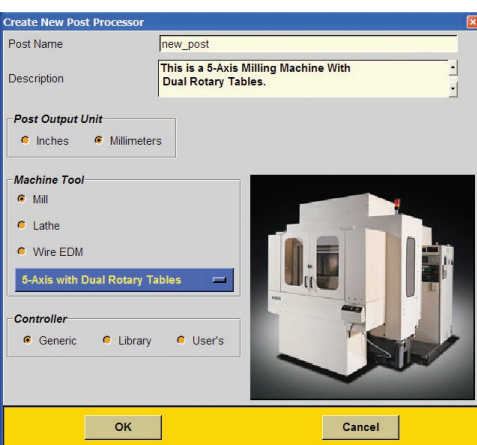 Create New Post Processor
Post Name new_post
Description This is a 5-Axis Milling Machine With
Dual Rotary Tables.
Post Output Unit
Inches Millimeters
Machine Tool
Mill
Lathe
Wire EDM
5-Axis with Dual Rotary Tables
Controller
Generic Library User's
OK Cancel